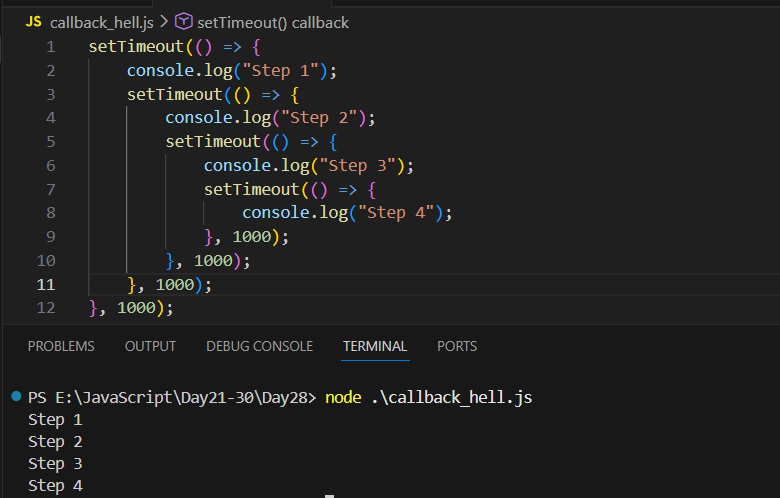 JS callback_hell.js > setTimeout() callback
1 setTimeout(() => {
2     console.log("Step 1");
3     setTimeout(() => {
4         console.log("Step 2");
5         setTimeout(() => {
6             console.log("Step 3");
7             setTimeout(() => {
8                 console.log("Step 4");
9             }, 1000);
10         }, 1000);
11     }, 1000);
12 }, 1000);
PROBLEMS OUTPUT DEBUG CONSOLE TERMINAL PORTS
PS E:\JavaScript\Day21-30\Day28> node .\callback_hell.js
Step 1
Step 2
Step 3
Step 4